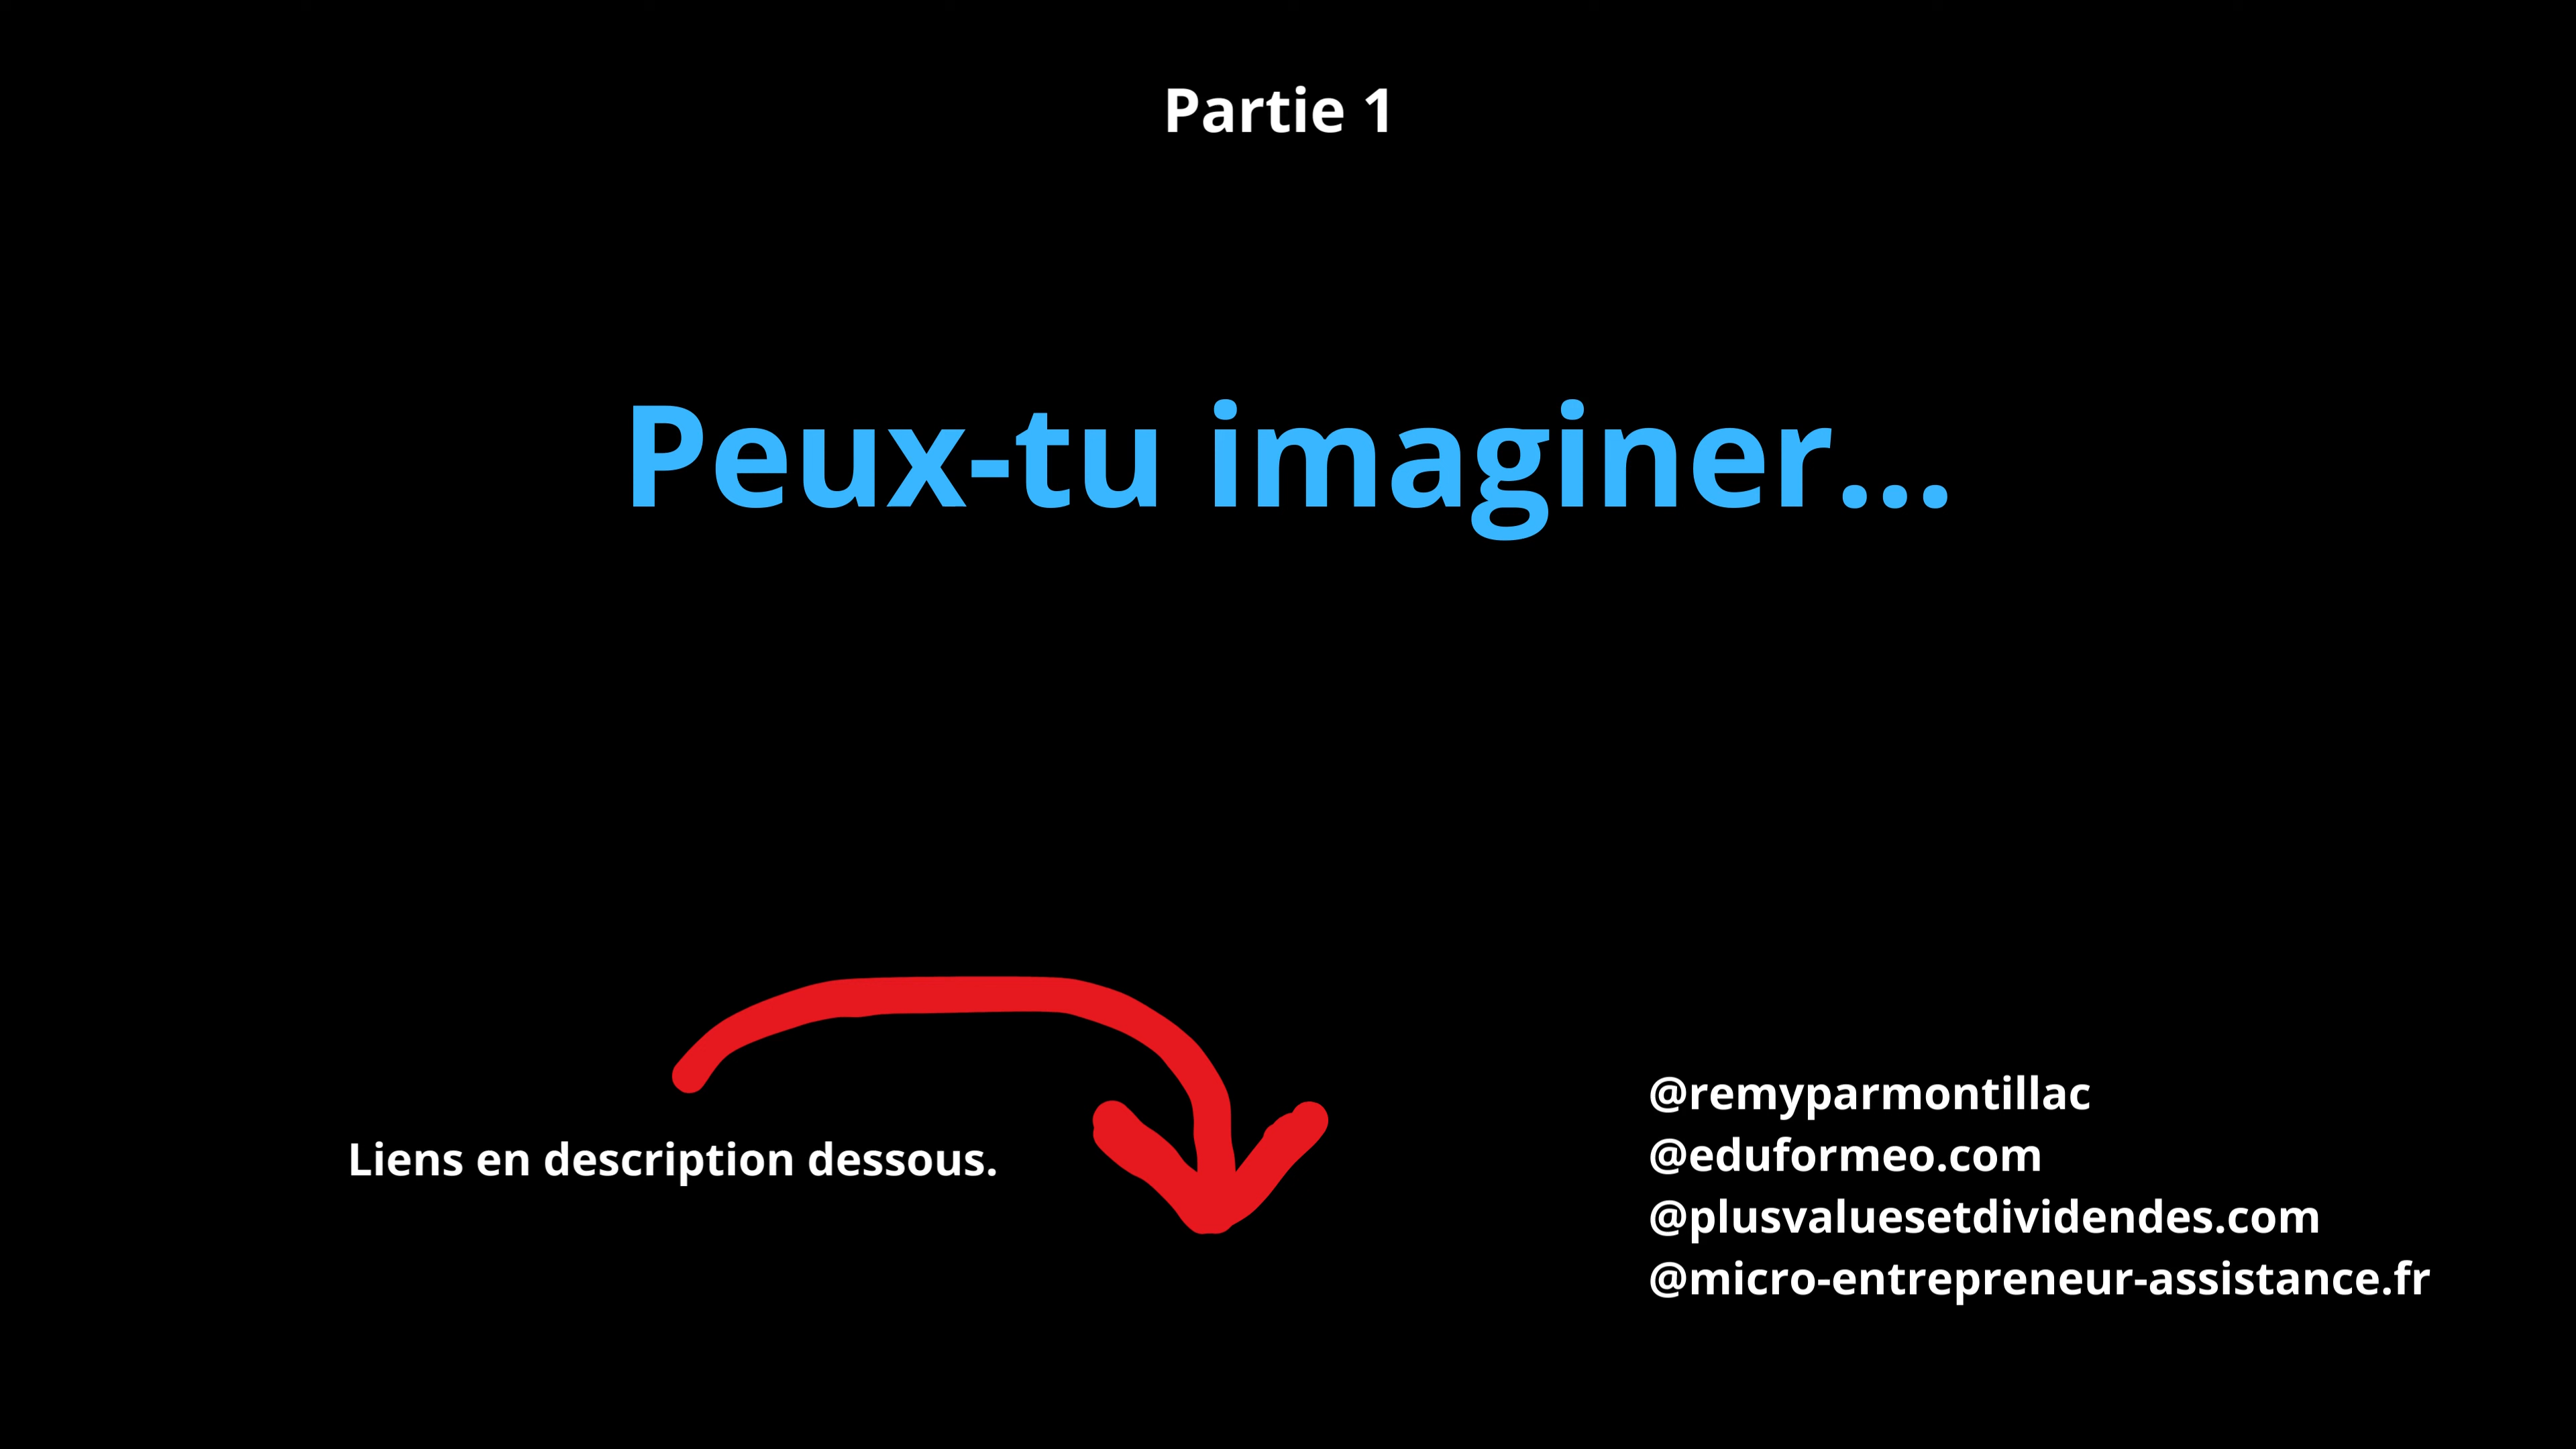 Partie 1
Peux-tu imaginer...
Liens en description dessous.
@remyparmontillac
@eduformeo.com
@plusvaluesetdividendes.com
@micro-entrepreneur-assistance.fr